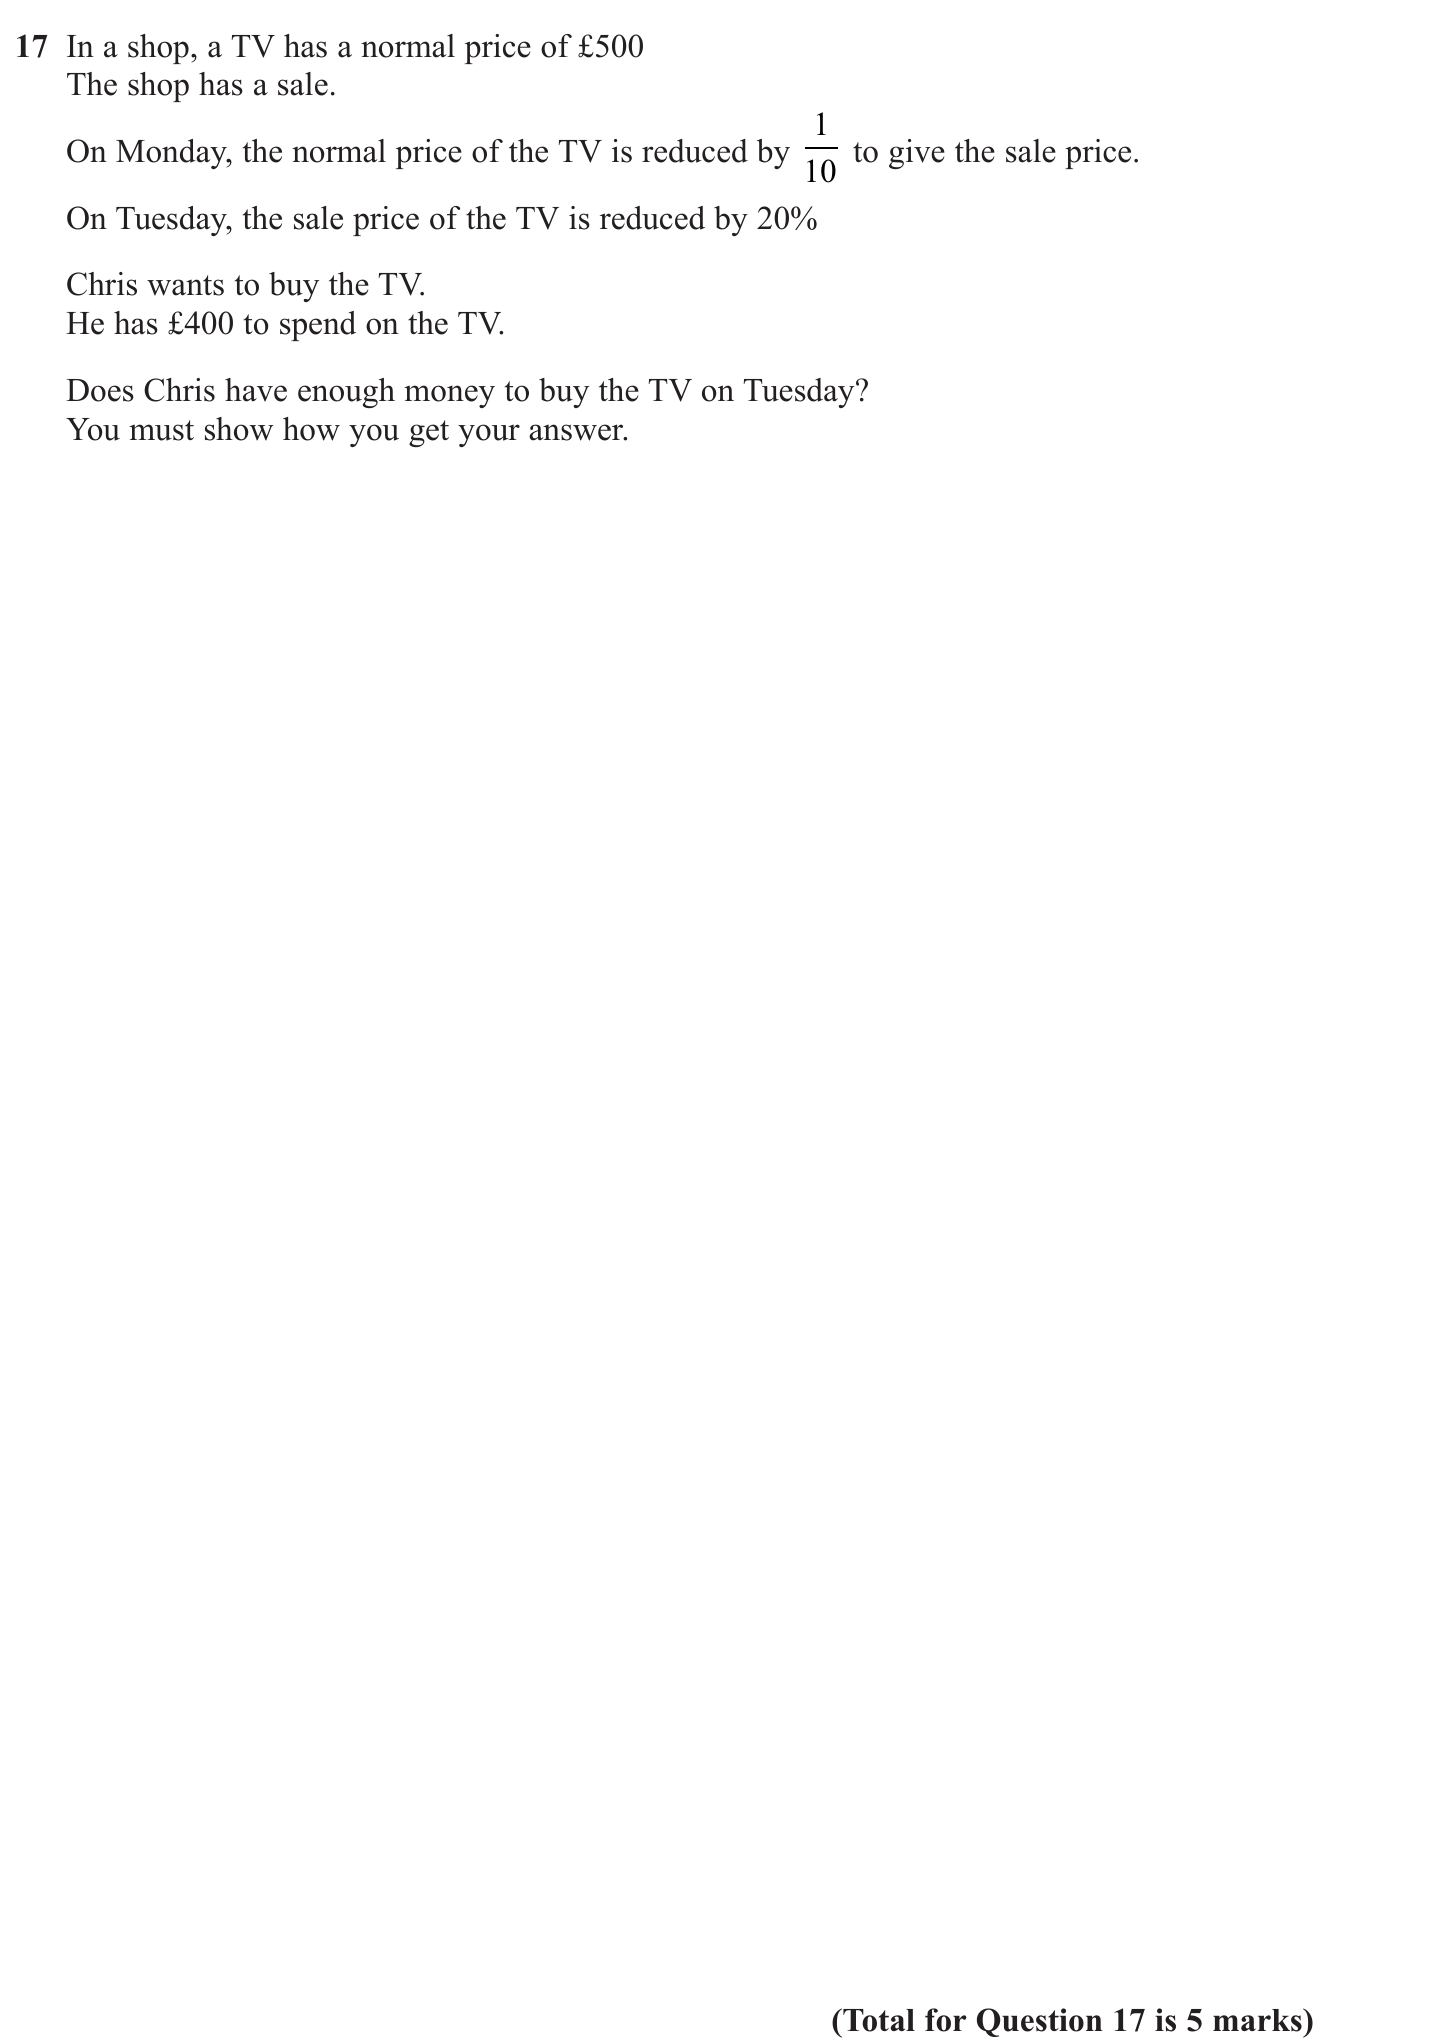 17 In a shop, a TV has a normal price of £500
The shop has a sale.
On Monday, the normal price of the TV is reduced by 1/10 to give the sale price.
On Tuesday, the sale price of the TV is reduced by 20%
Chris wants to buy the TV.
He has £400 to spend on the TV.
Does Chris have enough money to buy the TV on Tuesday?
You must show how you get your answer.
(Total for Question 17 is 5 marks)